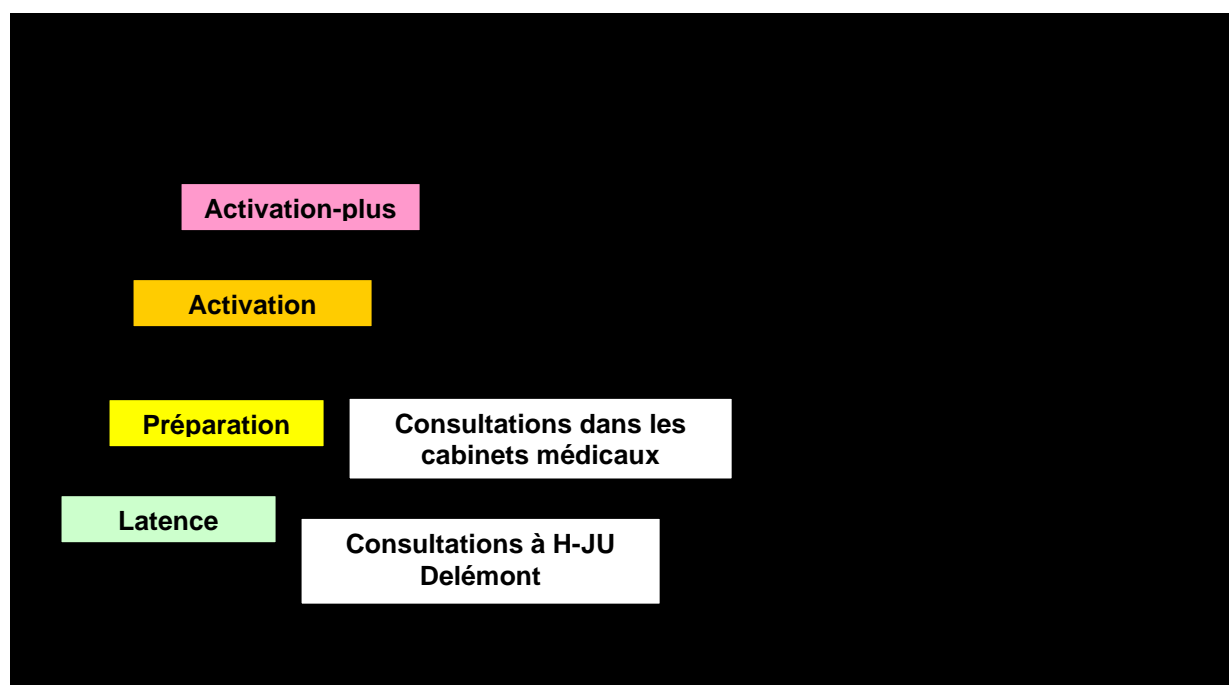 Activation-plus
Activation
Préparation
Consultations dans les
cabinets médicaux
Latence
Consultations à H-JU
Delémont